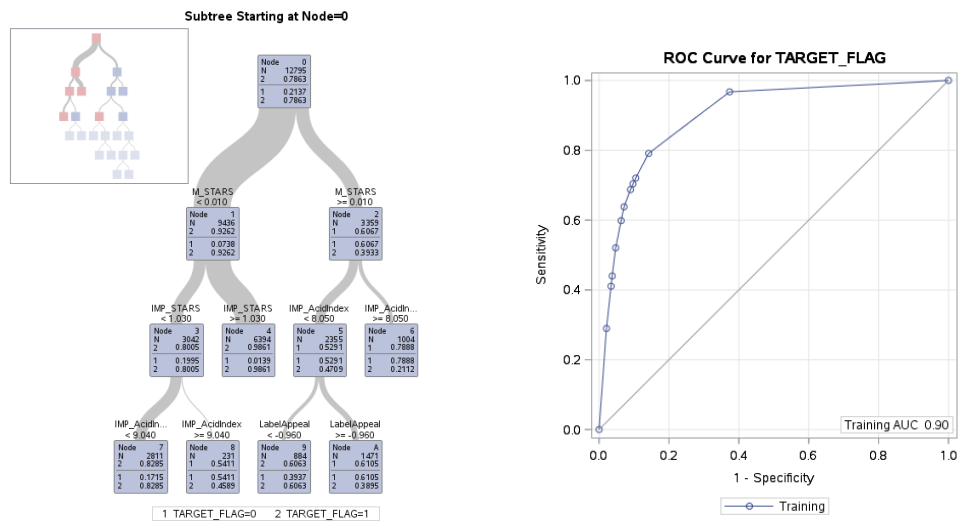 Subtree Starting at Node=0
Node 0
N 12795
2 0.7863
1 0.2137
2 0.7863
M_STARS
< 0.010
M_STARS
>= 0.010
Node 1
N 9436
2 0.9262
1 0.0738
2 0.9262
Node 2
N 3359
1 0.6067
1 0.6067
2 0.3933
IMP_STARS
< 1.030
IMP_STARS
>= 1.030
IMP_AcidIndex
< 8.050
IMP_AcidIn...
>= 8.050
Node 3
N 3042
2 0.8005
1 0.1995
2 0.8005
Node 4
N 6394
2 0.9861
1 0.0139
2 0.9861
Node 5
N 2355
1 0.5291
1 0.5291
2 0.4709
Node 6
N 1004
1 0.7888
1 0.7888
2 0.2112
IMP_AcidIn...
< 9.040
IMP_AcidIndex
>= 9.040
LabelAppeal
< -0.960
LabelAppeal
>= -0.960
Node 7
N 2811
2 0.8285
1 0.1715
2 0.8285
Node 8
N 231
1 0.5411
1 0.5411
2 0.4589
Node 9
N 884
2 0.6063
1 0.3937
2 0.6063
Node A
N 1471
1 0.6105
1 0.6105
2 0.3895
1 TARGET_FLAG=0 2 TARGET_FLAG=1
ROC Curve for TARGET_FLAG
Sensitivity
1.0
0.8
0.6
0.4
0.2
0.0
Training AUC 0.90
0.0 0.2 0.4 0.6 0.8 1.0
1 - Specificity
Training